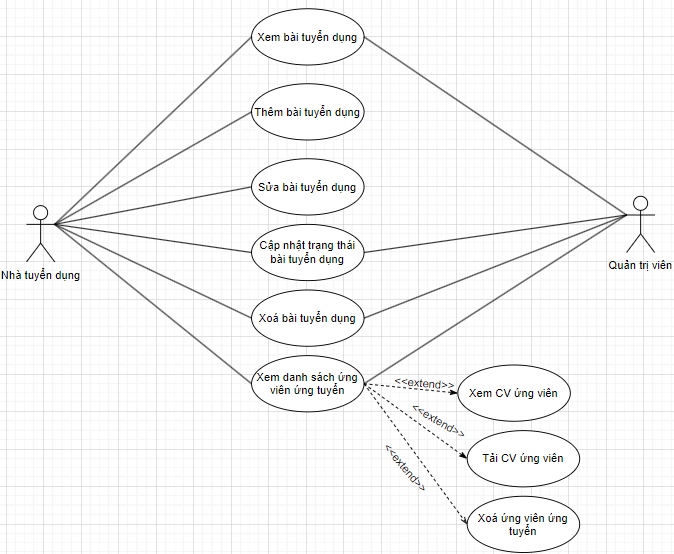 Xem bài tuyển dụng
Thêm bài tuyển dụng
Sửa bài tuyển dụng
Cập nhật trạng thái
bài tuyển dụng
Xoá bài tuyển dụng
Xem danh sách ứng
viên ứng tuyển
Nhà tuyển dụng
Quản trị viên
<<extend>>
Xem CV ứng viên
<<extend>>
Tải CV ứng viên
<<extend>>
Xoá ứng viên ứng
tuyển